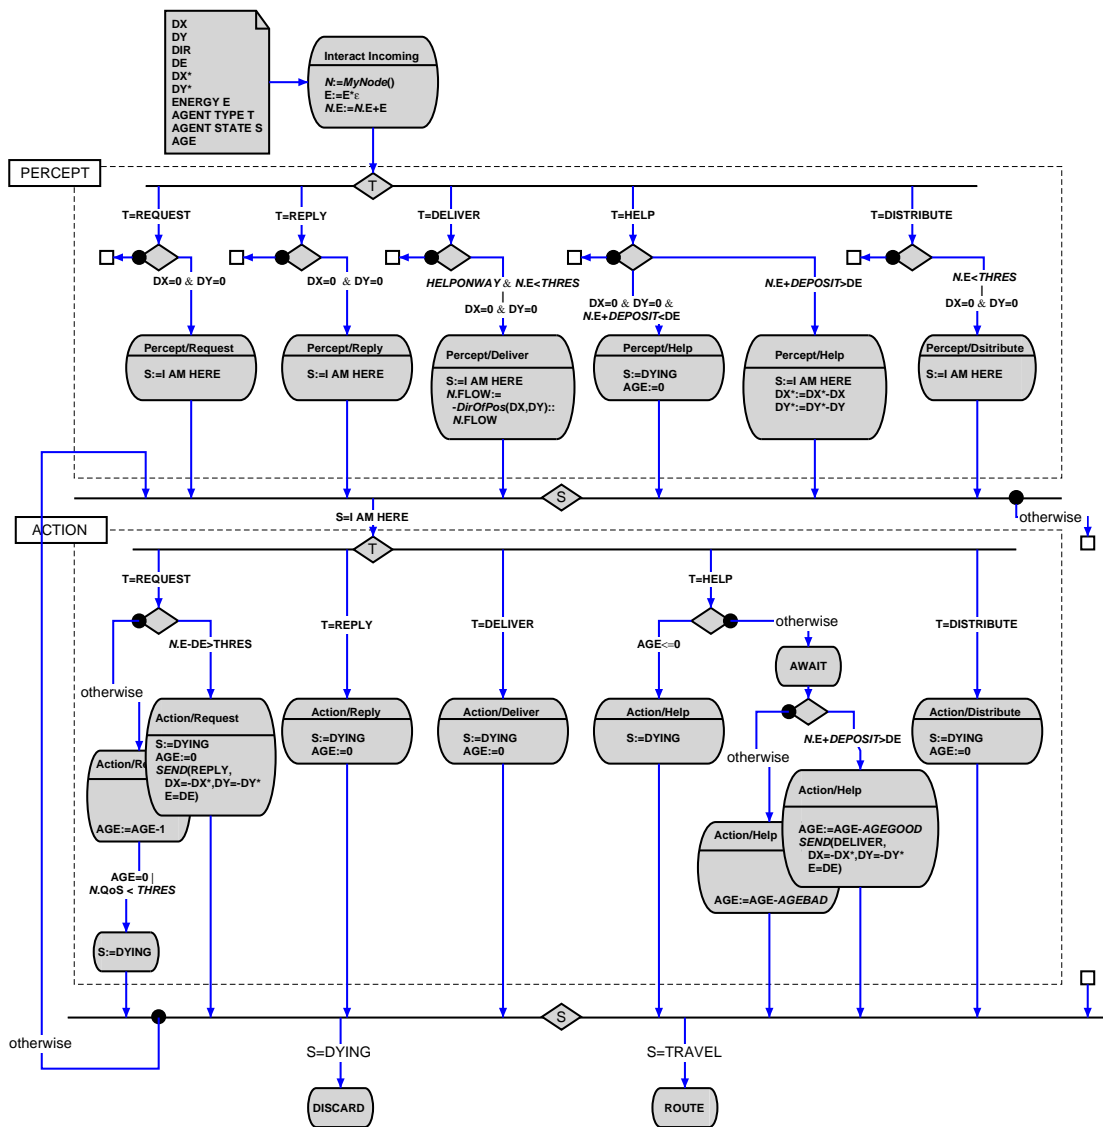 DX
DY
DIR
DE
DX*
DY*
ENERGY E
AGENT TYPE T
AGENT STATE S
AGE
Interact Incoming
N:=MyNode()
E:=E*ε
N.E:=N.E+E
PERCEPT
T
T=REQUEST
T=REPLY
T=DELIVER
T=HELP
T=DISTRIBUTE
DX=0 & DY=0
DX=0 & DY=0
HELPONWAY & N.E<THRES
|
DX=0 & DY=0
DX=0 & DY=0 &
N.E+DEPOSIT<DE
N.E+DEPOSIT>DE
N.E<THRES
|
DX=0 & DY=0
Percept/Request
S:=I AM HERE
Percept/Reply
S:=I AM HERE
Percept/Deliver
S:=I AM HERE
N.FLOW:=
-DirOfPos(DX,DY)::
N.FLOW
Percept/Help
S:=DYING
AGE:=0
Percept/Help
S:=I AM HERE
DX*:=DX*-DX
DY*:=DY*-DY
Percept/Dsitribute
S:=I AM HERE
S
otherwise
S=I AM HERE
ACTION
T
T=REQUEST
T=REPLY
T=DELIVER
T=HELP
T=DISTRIBUTE
N.E-DE>THRES
otherwise
AGE<=0
otherwise
AWAIT
N.E+DEPOSIT>DE
otherwise
Action/Re
AGE:=AGE-1
Action/Request
S:=DYING
AGE:=0
SEND(REPLY,
DX=-DX*,DY=-DY*
E=DE)
Action/Reply
S:=DYING
AGE:=0
Action/Deliver
S:=DYING
AGE:=0
Action/Help
S:=DYING
Action/Help
AGE:=AGE-AGEBAD
Action/Help
AGE:=AGE-AGEGOOD
SEND(DELIVER,
DX=-DX*,DY=-DY*
E=DE)
Action/Distribute
S:=DYING
AGE:=0
AGE=0 |
N.QoS < THRES
S:=DYING
S
otherwise
S=DYING
S=TRAVEL
DISCARD
ROUTE